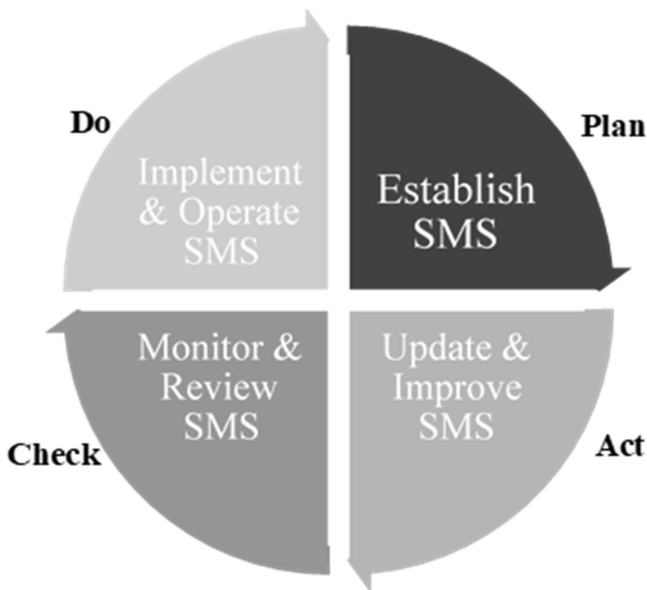 Do
Implement
& Operate
SMS
Plan
Establish
SMS
Check
Monitor &
Review
SMS
Act
Update &
Improve
SMS